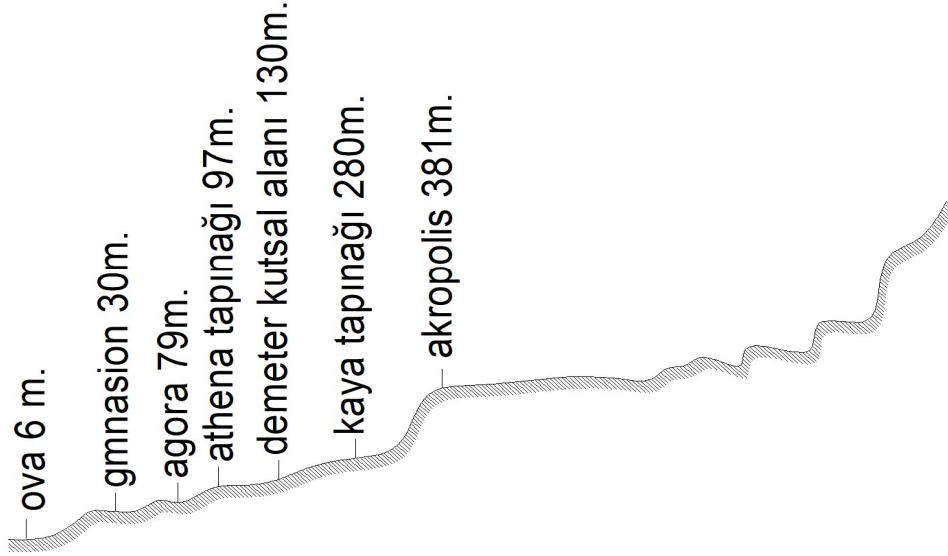 ova 6 m.
gmnasion 30m.
agora 79m.
athena tapınağı 97m.
demeter kutsal alanı 130m.
kaya tapınağı 280m.
akropolis 381m.